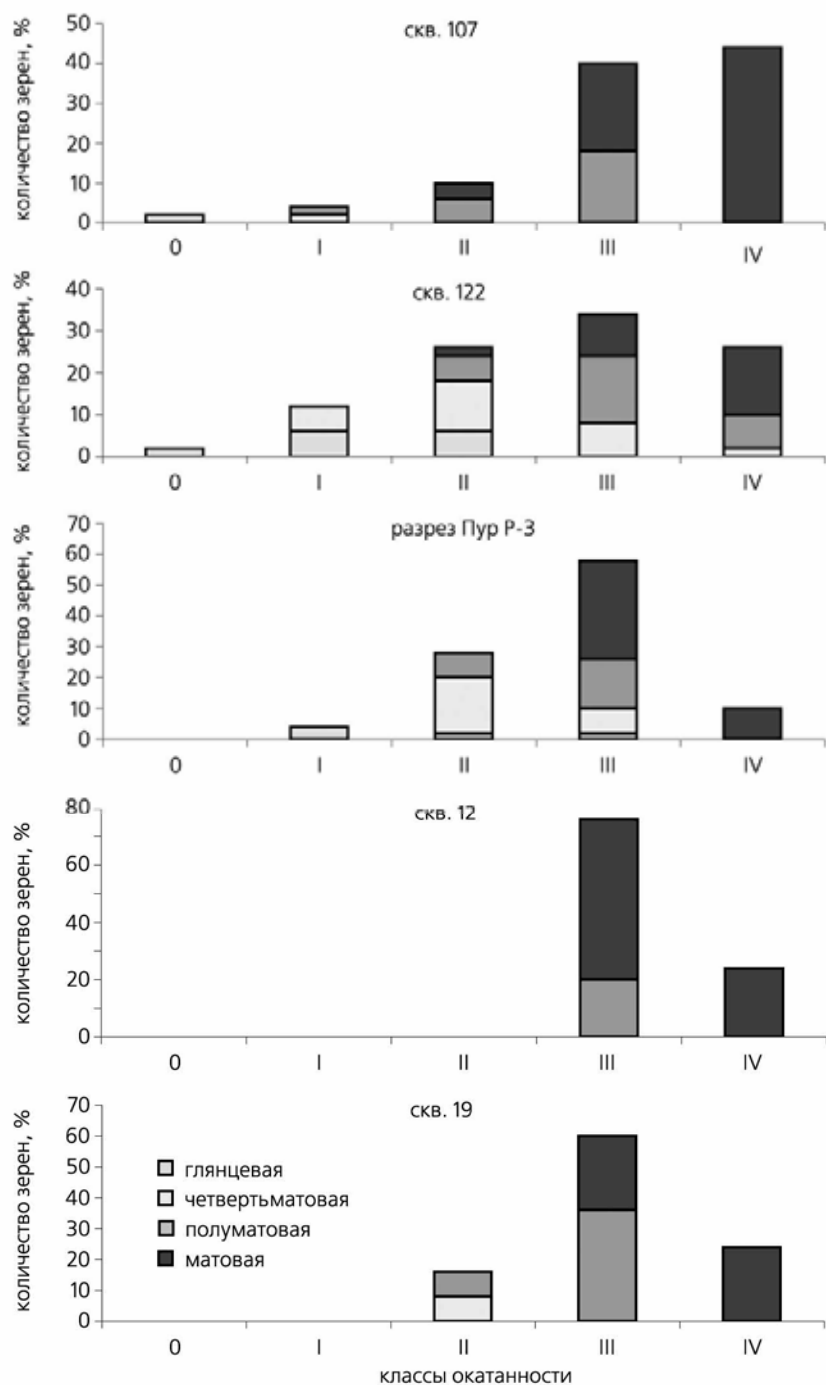 скв. 107
количество зерен, %
50
40
30
20
10
0
0 I II III IV
скв. 122
количество зерен, %
40
30
20
10
0
0 I II III IV
разрез Пур Р-3
количество зерен, %
70
60
50
40
30
20
10
0
0 I II III IV
скв. 12
количество зерен, %
80
60
40
20
0
0 I II III IV
скв. 19
количество зерен, %
70
60
50
40
30
20
10
0
глянцевая
четвертьматовая
полуматовая
матовая
0 I II III IV
классы окатанности